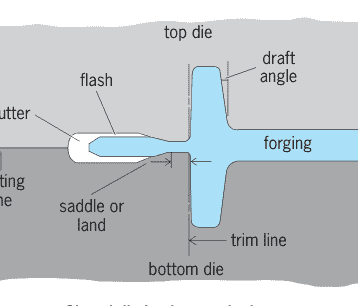 top die
draft
angle
flash
utter
forging
ting
ne
saddle or
land
trim line
bottom die